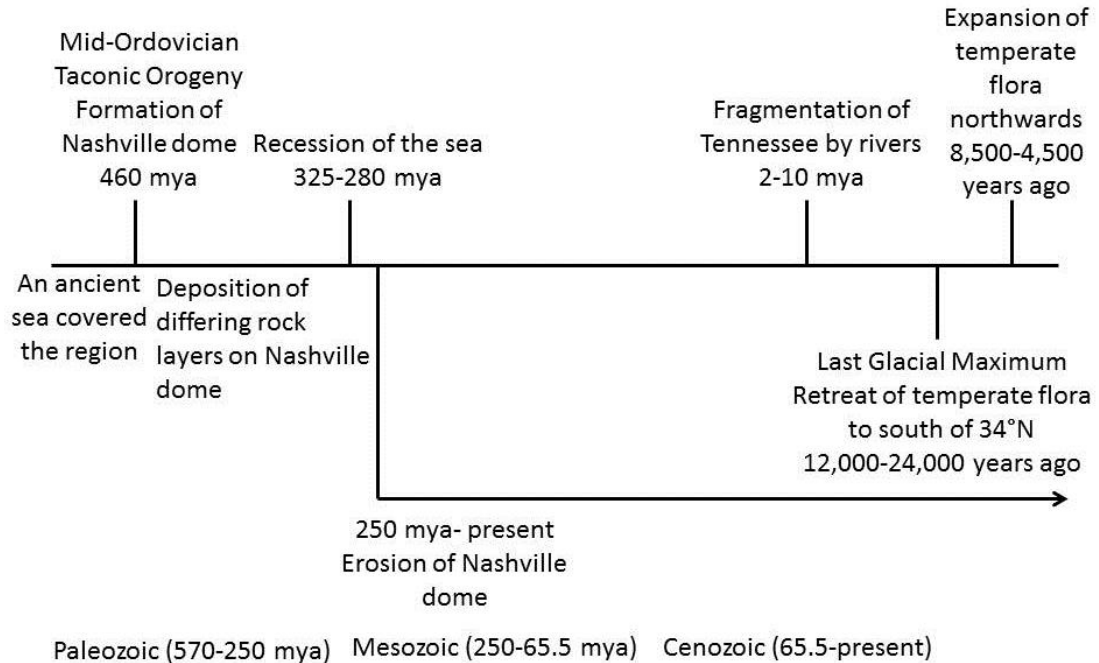 Mid-Ordovician
Taconic Orogeny
Formation of
Nashville dome
460 mya
Recession of the sea
325-280 mya
Fragmentation of
Tennessee by rivers
2-10 mya
Expansion of
temperate
flora
northwards
8,500-4,500
years ago
An ancient
sea covered
the region
Deposition of
differing rock
layers on Nashville
dome
Last Glacial Maximum
Retreat of temperate flora
to south of 34°N
12,000-24,000 years ago
250 mya- present
Erosion of Nashville
dome
Paleozoic (570-250 mya)
Mesozoic (250-65.5 mya)
Cenozoic (65.5-present)